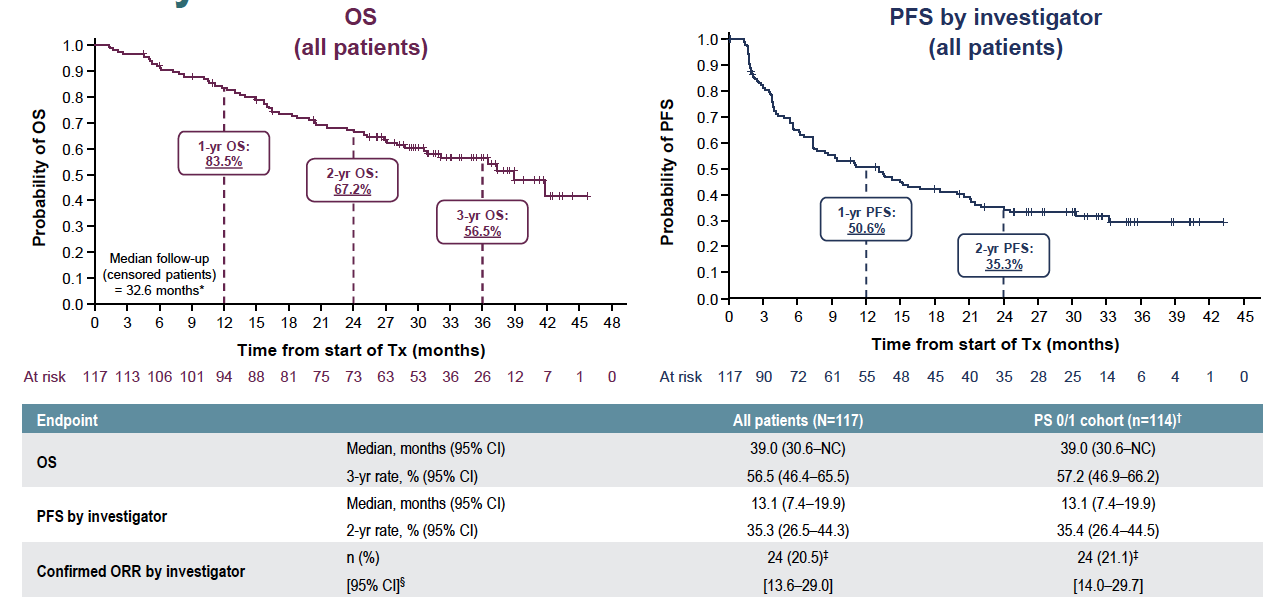 OS
(all patients)
Probability of OS
1.0
0.9
0.8
0.7
0.6
0.5
0.4
0.3
0.2
0.1
0.0
1-yr OS:
83.5%
2-yr OS:
67.2%
3-yr OS:
56.5%
Median follow-up
(censored patients)
= 32.6 months*
0 3 6 9 12 15 18 21 24 27 30 33 36 39 42 45 48
Time from start of Tx (months)
At risk 117 113 106 101 94 88 81 75 73 63 53 36 26 12 7 1 0
PFS by investigator
(all patients)
Probability of PFS
1.0
0.9
0.8
0.7
0.6
0.5
0.4
0.3
0.2
0.1
0.0
1-yr PFS:
50.6%
2-yr PFS:
35.3%
0 3 6 9 12 15 18 21 24 27 30 33 36 39 42 45
Time from start of Tx (months)
At risk 117 90 72 61 55 48 45 40 35 28 25 14 6 4 1 0
Endpoint All patients (N=117) PS 0/1 cohort (n=114)†
OS
Median, months (95% CI) 39.0 (30.6–NC) 39.0 (30.6–NC)
3-yr rate, % (95% CI) 56.5 (46.4–65.5) 57.2 (46.9–66.2)
PFS by investigator
Median, months (95% CI) 13.1 (7.4–19.9) 13.1 (7.4–19.9)
2-yr rate, % (95% CI) 35.3 (26.5–44.3) 35.4 (26.4–44.5)
Confirmed ORR by investigator
n (%) 24 (20.5)‡ 24 (21.1)‡
[95% CI]§ [13.6–29.0] [14.0–29.7]